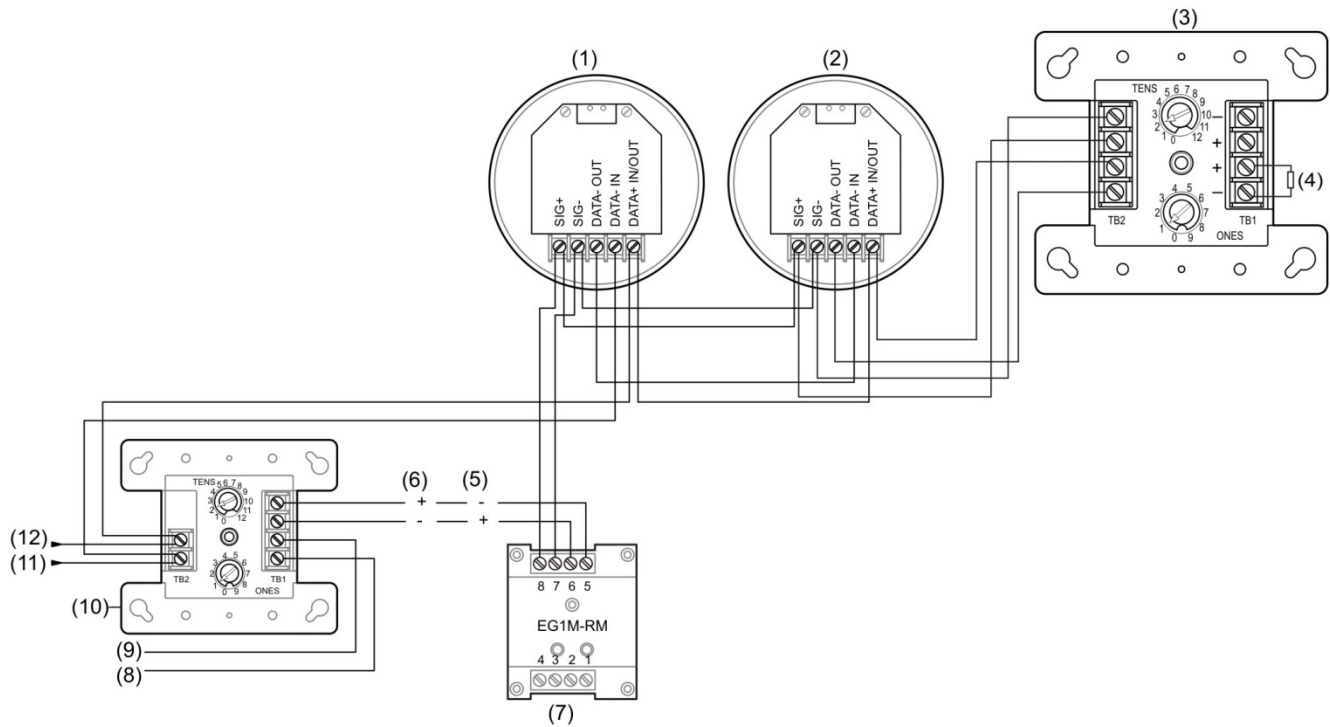 (1)
(2)
(3)
SIG+
SIG-
DATA- OUT
DATA- IN
DATA+ IN/OUT
SIG+
SIG-
DATA- OUT
DATA- IN
DATA+ IN/OUT
TENS
0 1 2 3 4 5 6 7 8 9 10 11 12
−
+
+
−
(4)
0 1 2 3 4 5 6 7 8 9
TB2
ONES
TB1
(6)
(5)
+ -
- +
TENS
0 1 2 3 4 5 6 7 8 9 10 11 12
0 1 2 3 4 5 6 7 8 9
TB2
ONES
TB1
(12)
(11)
(10)
(9)
(8)
8 7 6 5
EG1M-RM
4 3 2 1
(7)